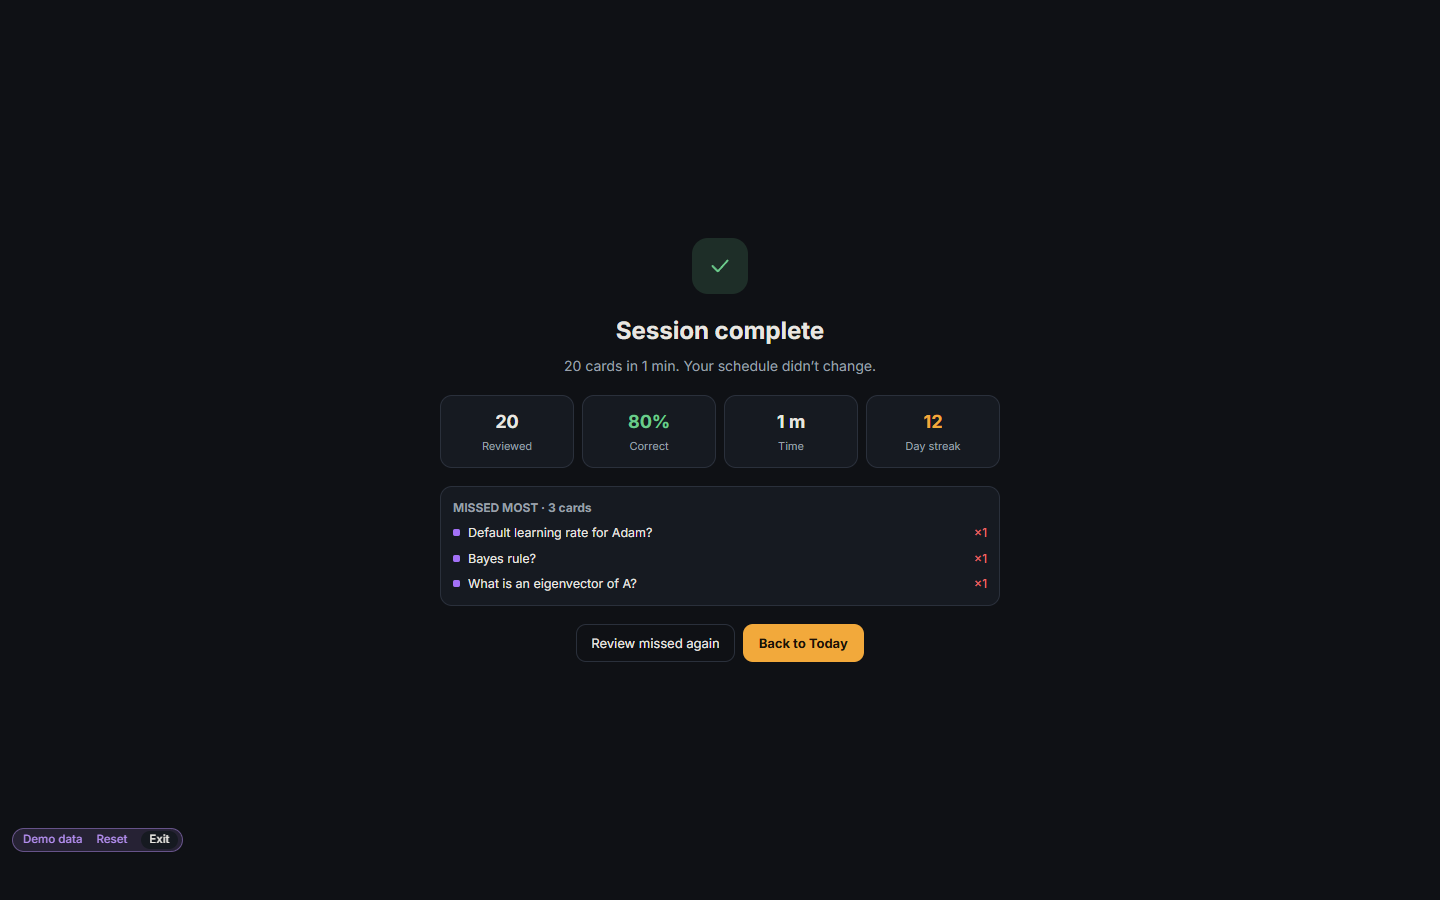 Session complete
20 cards in 1 min. Your schedule didn’t change.
20
Reviewed
80%
Correct
1 m
Time
12
Day streak
MISSED MOST · 3 cards
Default learning rate for Adam? ×1
Bayes rule? ×1
What is an eigenvector of A? ×1
Review missed again
Back to Today
Demo data Reset Exit